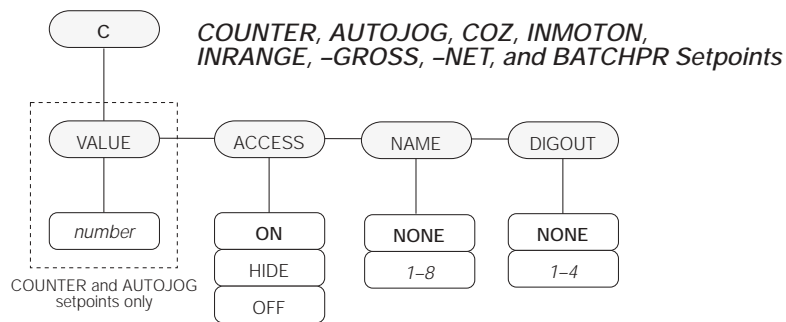 C
COUNTER, AUTOJOG, COZ, INMOTON,
INRANGE, –GROSS, –NET, and BATCHPR Setpoints
VALUE
ACCESS
NAME
DIGOUT
number
ON
NONE
NONE
HIDE
1–8
1–4
OFF
COUNTER and AUTOJOG
setpoints only